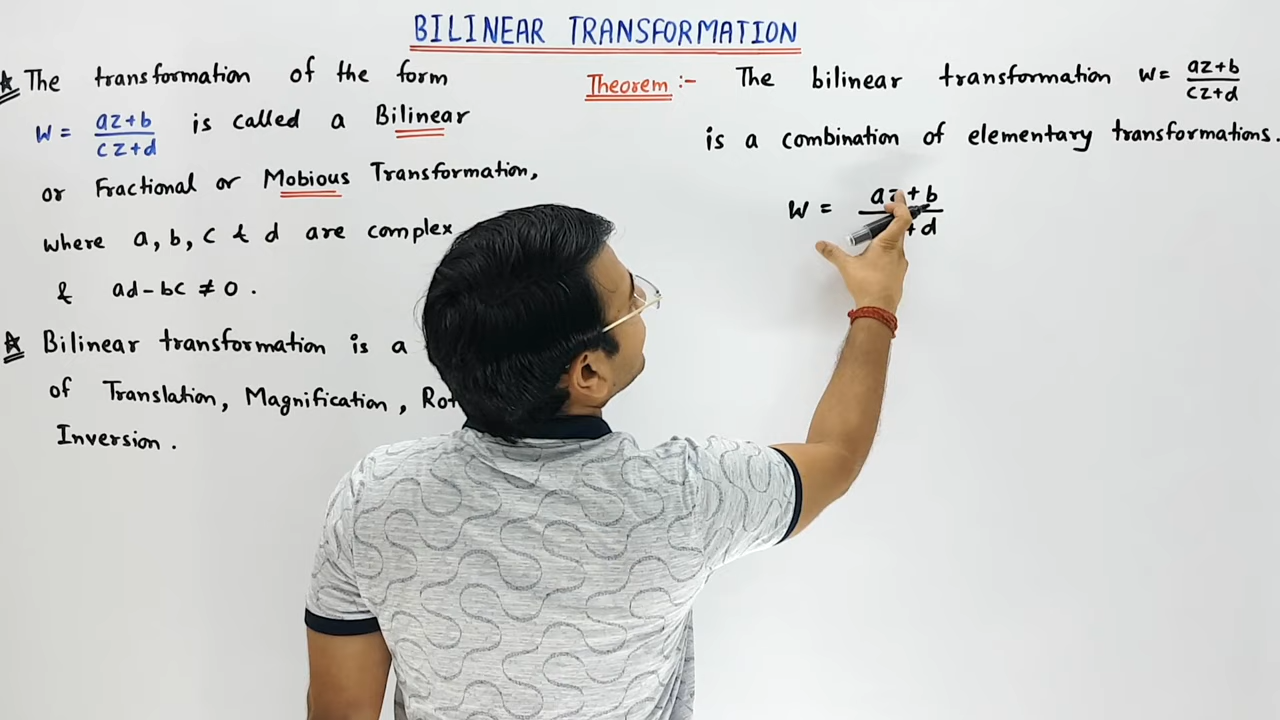 BILINEAR TRANSFORMATION
The transformation of the form
W = az+b / cz+d is called a Bilinear
or Fractional or Mobious Transformation,
where a, b, c & d are complex
& ad-bc ≠ 0.
Bilinear transformation is a
of Translation, Magnification,
Inversion.
Theorem :- The bilinear transformation W = az+b / cz+d
is a combination of elementary transformations.
W = az+b / +d